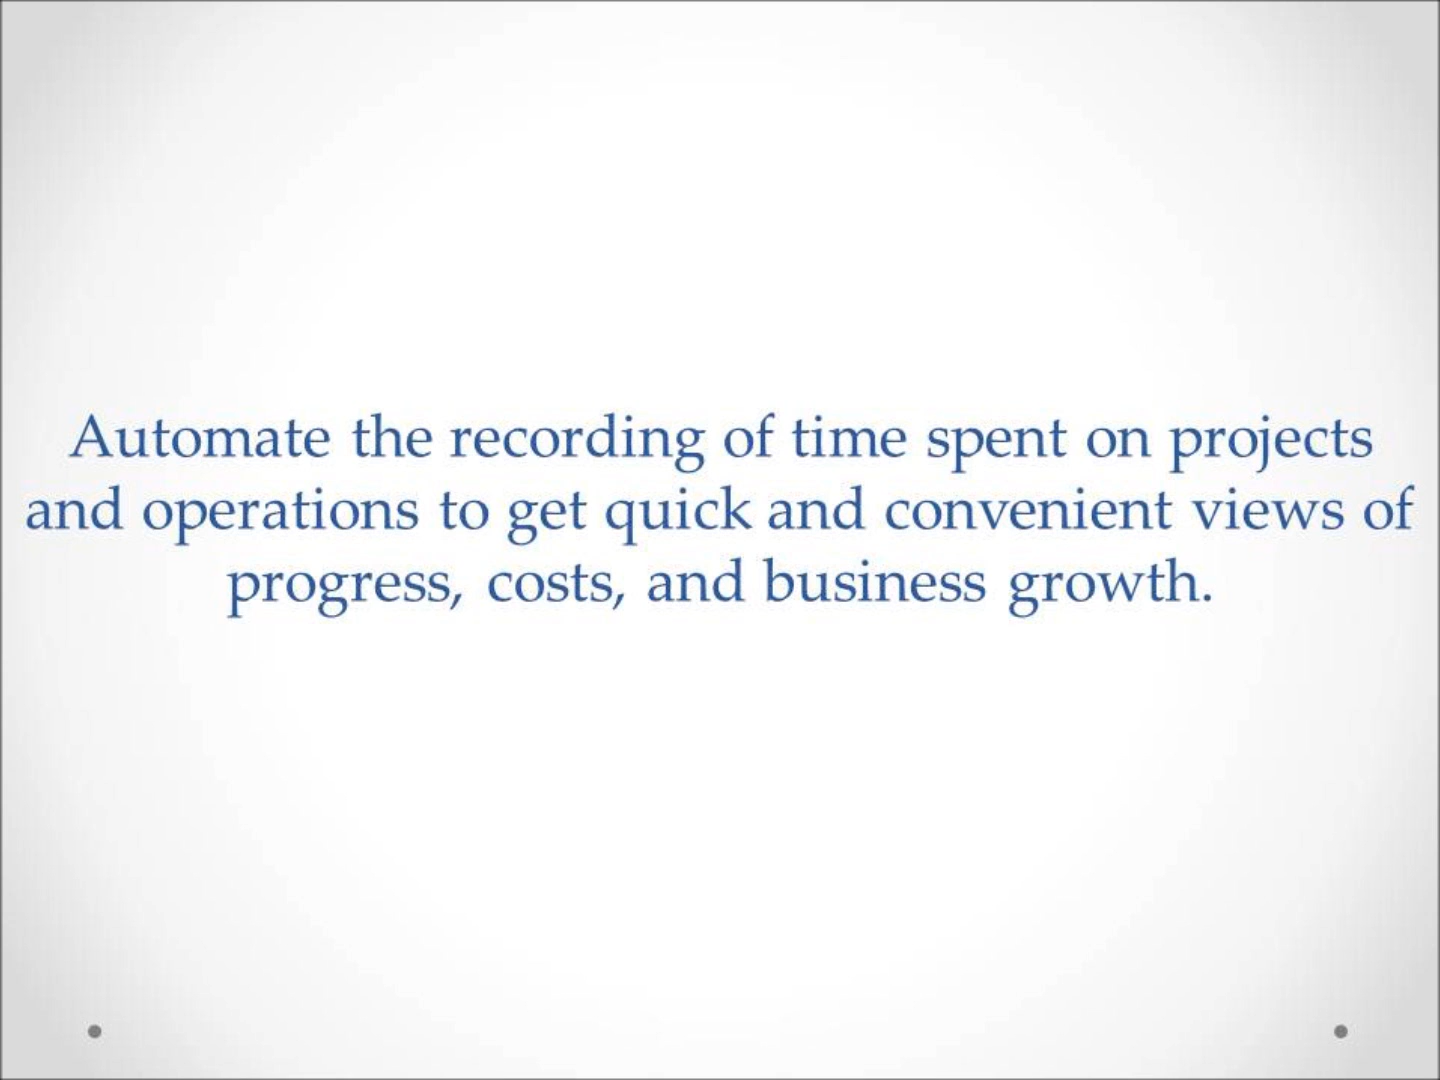 Automate the recording of time spent on projects
and operations to get quick and convenient views of
progress, costs, and business growth.